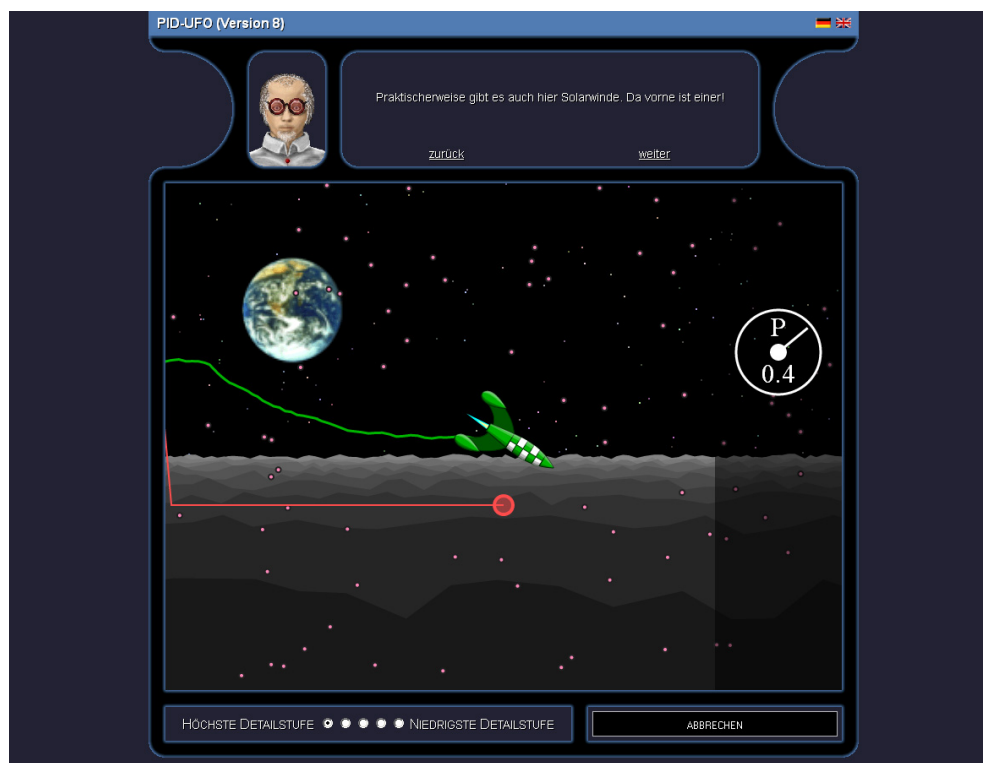 PID-UFO (Version 8)
Praktischerweise gibt es auch hier Solarwinde. Da vorne ist einer!
zurück weiter
P
0.4
HÖCHSTE DETAILSTUFE NIEDRIGSTE DETAILSTUFE
ABBRECHEN